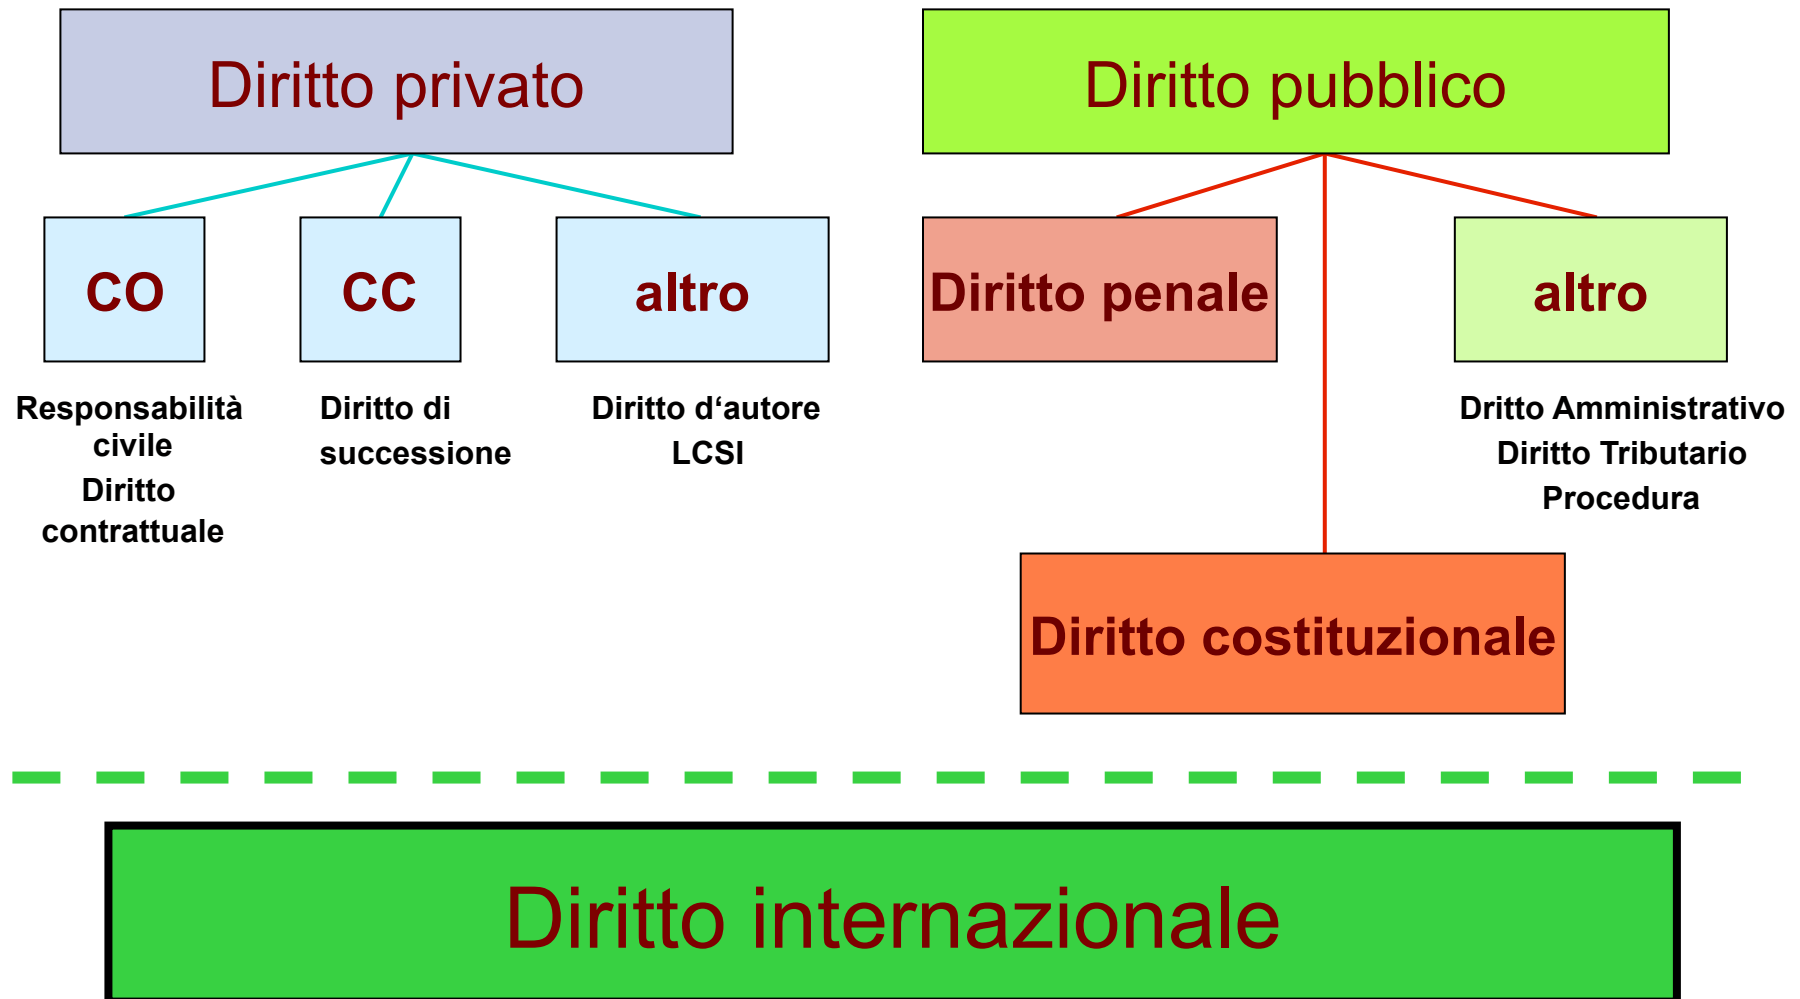 Diritto privato
Diritto pubblico
CO
CC
altro
Diritto penale
altro
Responsabilità
civile
Diritto
contrattuale
Diritto di
successione
Diritto d‘autore
LCSI
Dritto Amministrativo
Diritto Tributario
Procedura
Diritto costituzionale
Diritto internazionale